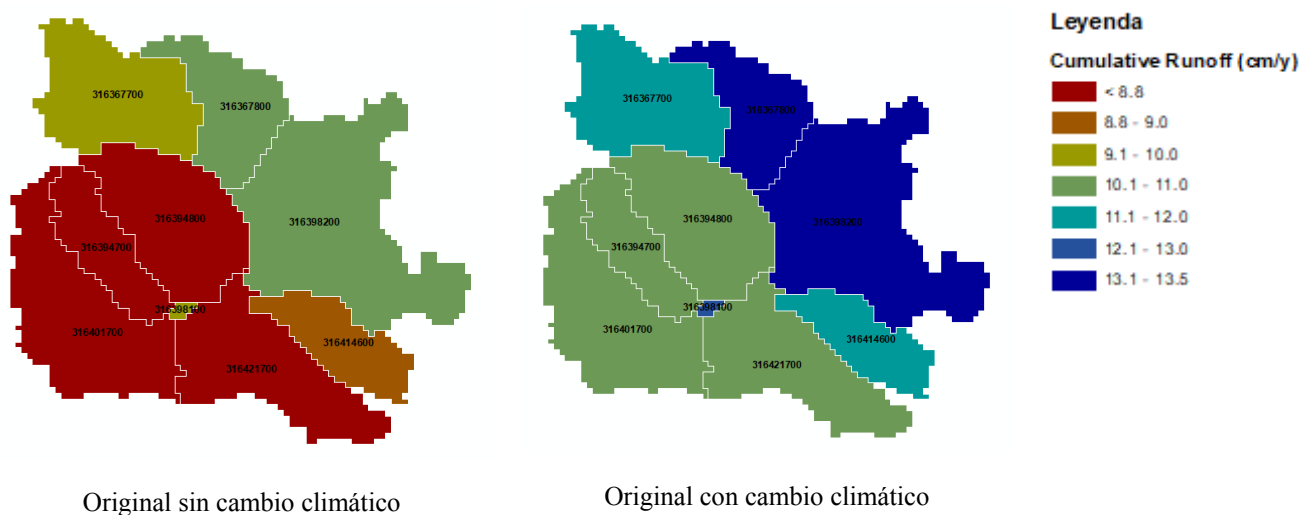 316367700
316367800
316394800
316398200
316394700
316398100
316401700
316414600
316421700
Original sin cambio climático
316367700
316367800
316394800
316398200
316394700
316398100
316401700
316414600
316421700
Original con cambio climático
Leyenda
Cumulative Runoff (cm/y)
< 8.8
8.8 - 9.0
9.1 - 10.0
10.1 - 11.0
11.1 - 12.0
12.1 - 13.0
13.1 - 13.5